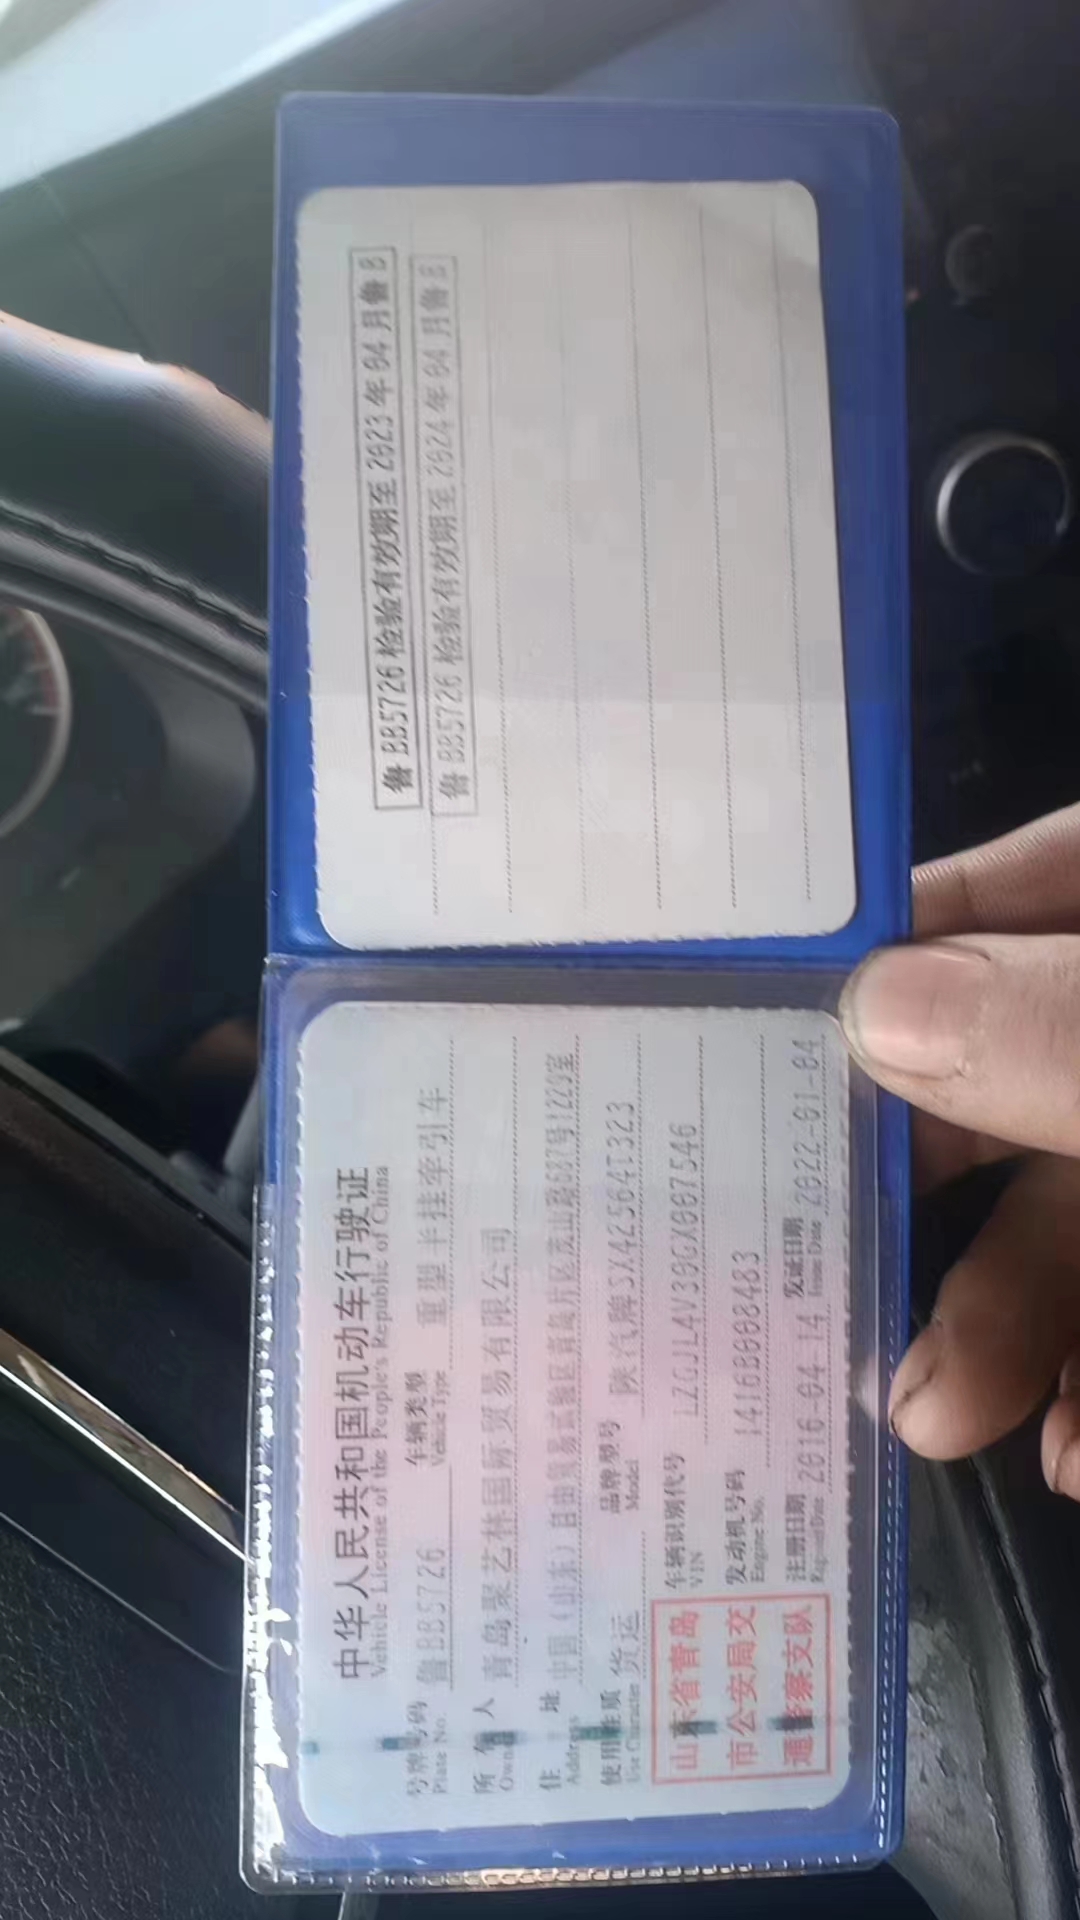 中华人民共和国机动车行驶证
Vehicle License of the People's Republic of China
号牌号码 鲁BB5726 车辆类型 重型半挂牵引车
Plate No. Vehicle Type
所有人 青岛聚艺林国际贸易有限公司
Owner
住址 中国(山东)自由贸易试验区青岛片区茂山路687号1229室
Address
使用性质 货运 品牌型号 陕汽牌SX42564T323
Use Character Model
山东省青岛
市公安局交
通警察支队
车辆识别代号 LZGJL4V30GX007546
VIN
发动机号码 1416B008483
Engine No.
注册日期 2016-04-14 发证日期 2022-01-04
Register Date Issue Date
鲁BB5726检验有效期至2023年04月鲁B
鲁BB5726检验有效期至2024年04月鲁B